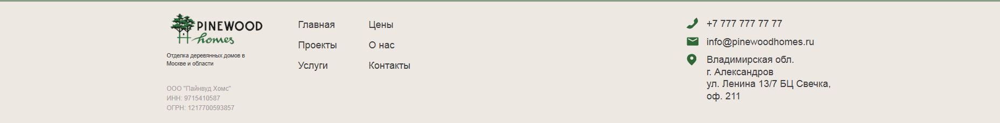 PINEWOOD
homes
Отделка деревянных домов в
Москве и области
ООО "Пайнвуд Хомс"
ИНН: 9715410587
ОГРН: 1217700593857
Главная
Проекты
Услуги
Цены
О нас
Контакты
+7 777 777 77 77
info@pinewoodhomes.ru
Владимирская обл.
г. Александров
ул. Ленина 13/7 БЦ Свечка,
оф. 211